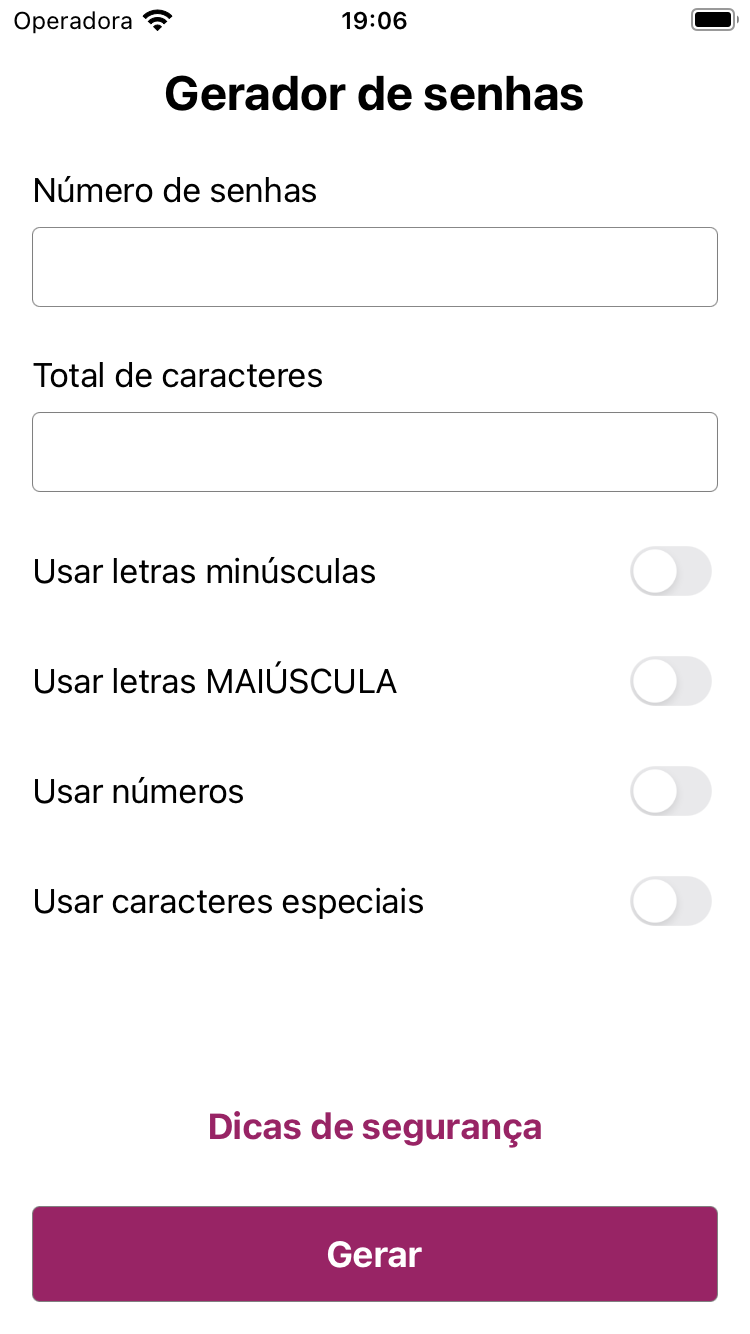 Operadora 19:06
Gerador de senhas
Número de senhas
Total de caracteres
Usar letras minúsculas
Usar letras MAIÚSCULA
Usar números
Usar caracteres especiais
Dicas de segurança
Gerar